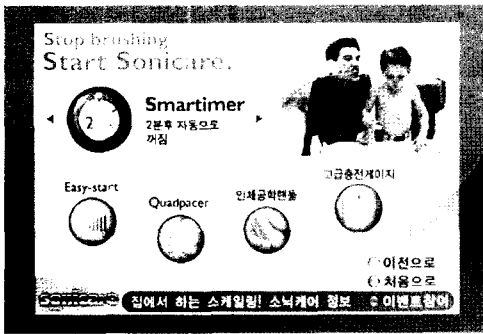 Stop brushing
Start Sonicare.
Smartimer
2분후 자동으로
꺼짐
2
Easy-start
Quadpacer
인체공학핸들
고급충전게이지
이전으로
처음으로
sonicare 집에서 하는 스케일링! 소닉케어 정보 이벤트참여